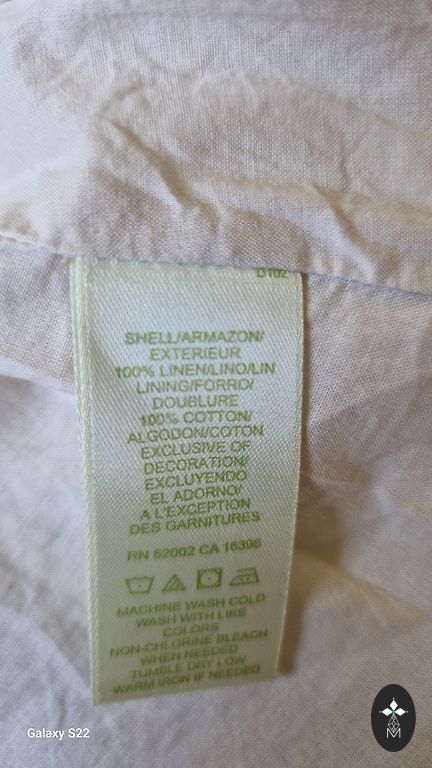 D102
SHELL/ARMAZON/
EXTERIEUR
100% LINEN/LINO/LIN
LINING/FORRO/
DOUBLURE
100% COTTON/
ALGODON/COTON
EXCLUSIVE OF
DECORATION/
EXCLUYENDO
EL ADORNO/
A L'EXCEPTION
DES GARNITURES
RN 52002 CA 16396
MACHINE WASH COLD
WASH WITH LIKE
COLORS
NON-CHLORINE BLEACH
WHEN NEEDED
TUMBLE DRY LOW
WARM IRON IF NEEDED
Galaxy S22